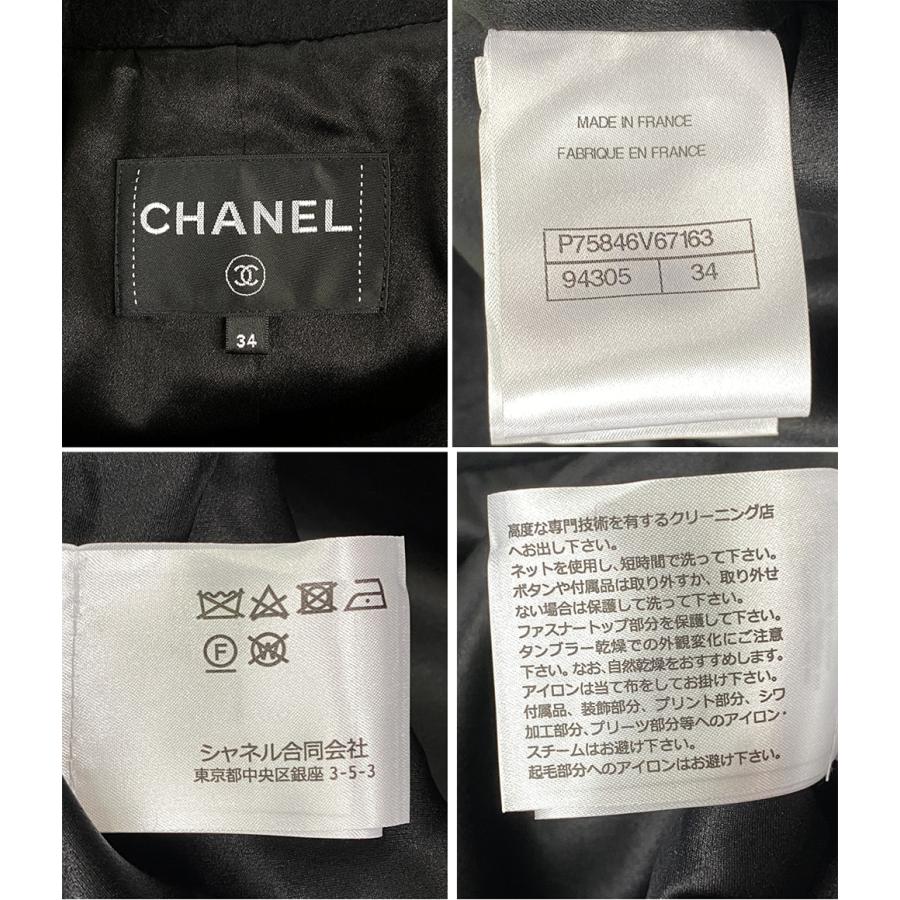 CHANEL
34
MADE IN FRANCE
FABRIQUE EN FRANCE
P75846V67163
94305 34
F W
シャネル合同会社
東京都中央区銀座 3-5-3
高度な専門技術を有するクリーニング店
へお出し下さい。
ネットを使用し、短時間で洗って下さい。
ボタンや付属品は取り外すか、取り外せ
ない場合は保護して洗って下さい。
ファスナートップ部分を保護して下さい。
タンブラー乾燥での外観変化にご注意
下さい。なお、自然乾燥をおすすめします。
アイロンは当て布をしてお掛け下さい。
付属品、装飾部分、プリント部分、シワ
加工部分、プリーツ部分等へのアイロン・
スチームはお避け下さい。
起毛部分へのアイロンはお避け下さい。